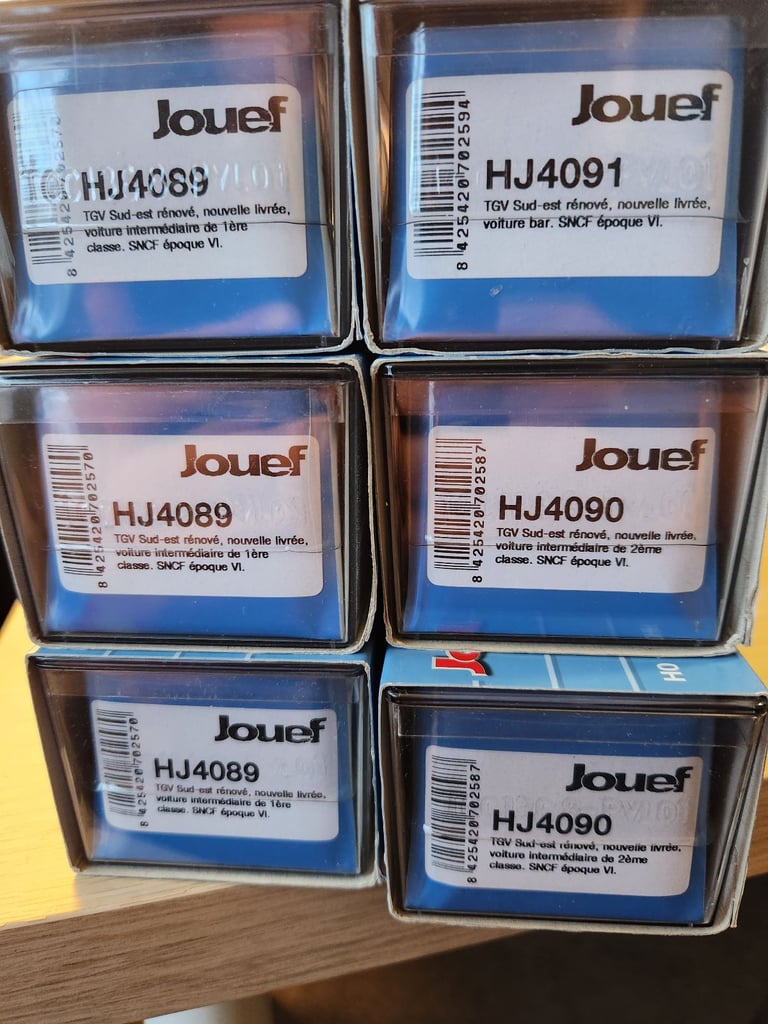 Jouef
HJ4089
TGV Sud-est rénové, nouvelle livrée,
voiture intermédiaire de 1ère
classe. SNCF époque VI.
Jouef
HJ4091
TGV Sud-est rénové, nouvelle livrée,
voiture bar. SNCF époque VI.
8 425420 702594
Jouef
HJ4089
TGV Sud-est rénové, nouvelle livrée,
voiture intermédiaire de 1ère
classe. SNCF époque VI.
8 425420 702570
Jouef
HJ4090
TGV Sud-est rénové, nouvelle livrée,
voiture intermédiaire de 2ème
classe. SNCF époque VI.
8 425420 702587
Jouef
HJ4089
TGV Sud-est rénové, nouvelle livrée,
voiture intermédiaire de 1ère
classe. SNCF époque VI.
8 425420 702570
HO
Jouef
HJ4090
TGV Sud-est rénové, nouvelle livrée,
voiture intermédiaire de 2ème
classe. SNCF époque VI.
8 425420 702587